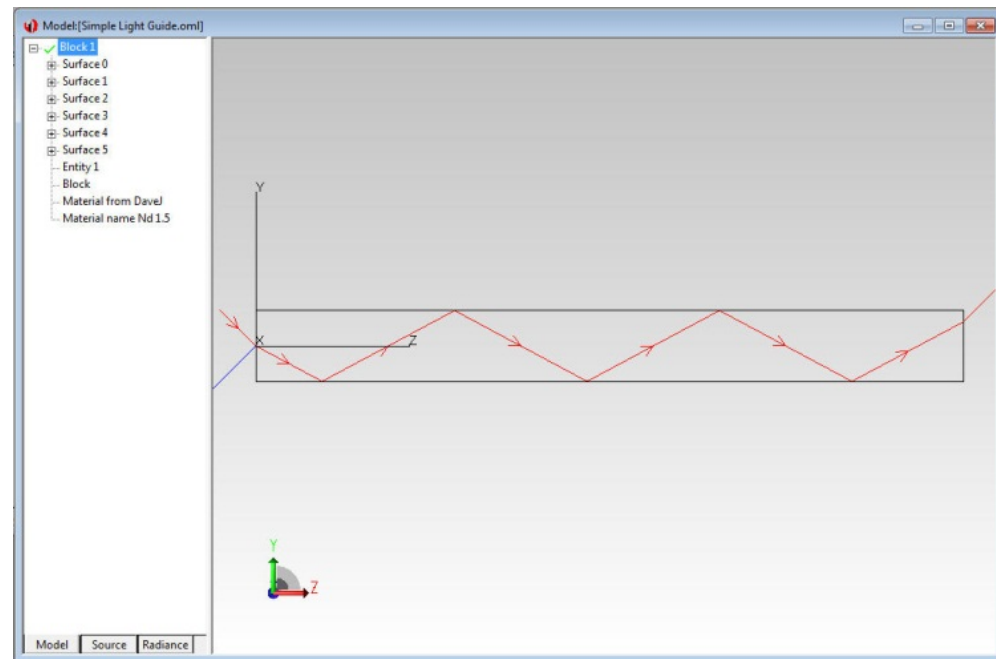 Model:[Simple Light Guide.oml]
Block 1
Surface 0
Surface 1
Surface 2
Surface 3
Surface 4
Surface 5
Entity 1
Block
Material from DaveJ
Material name Nd 1.5
Y
X
Z
Y
Z
Model Source Radiance